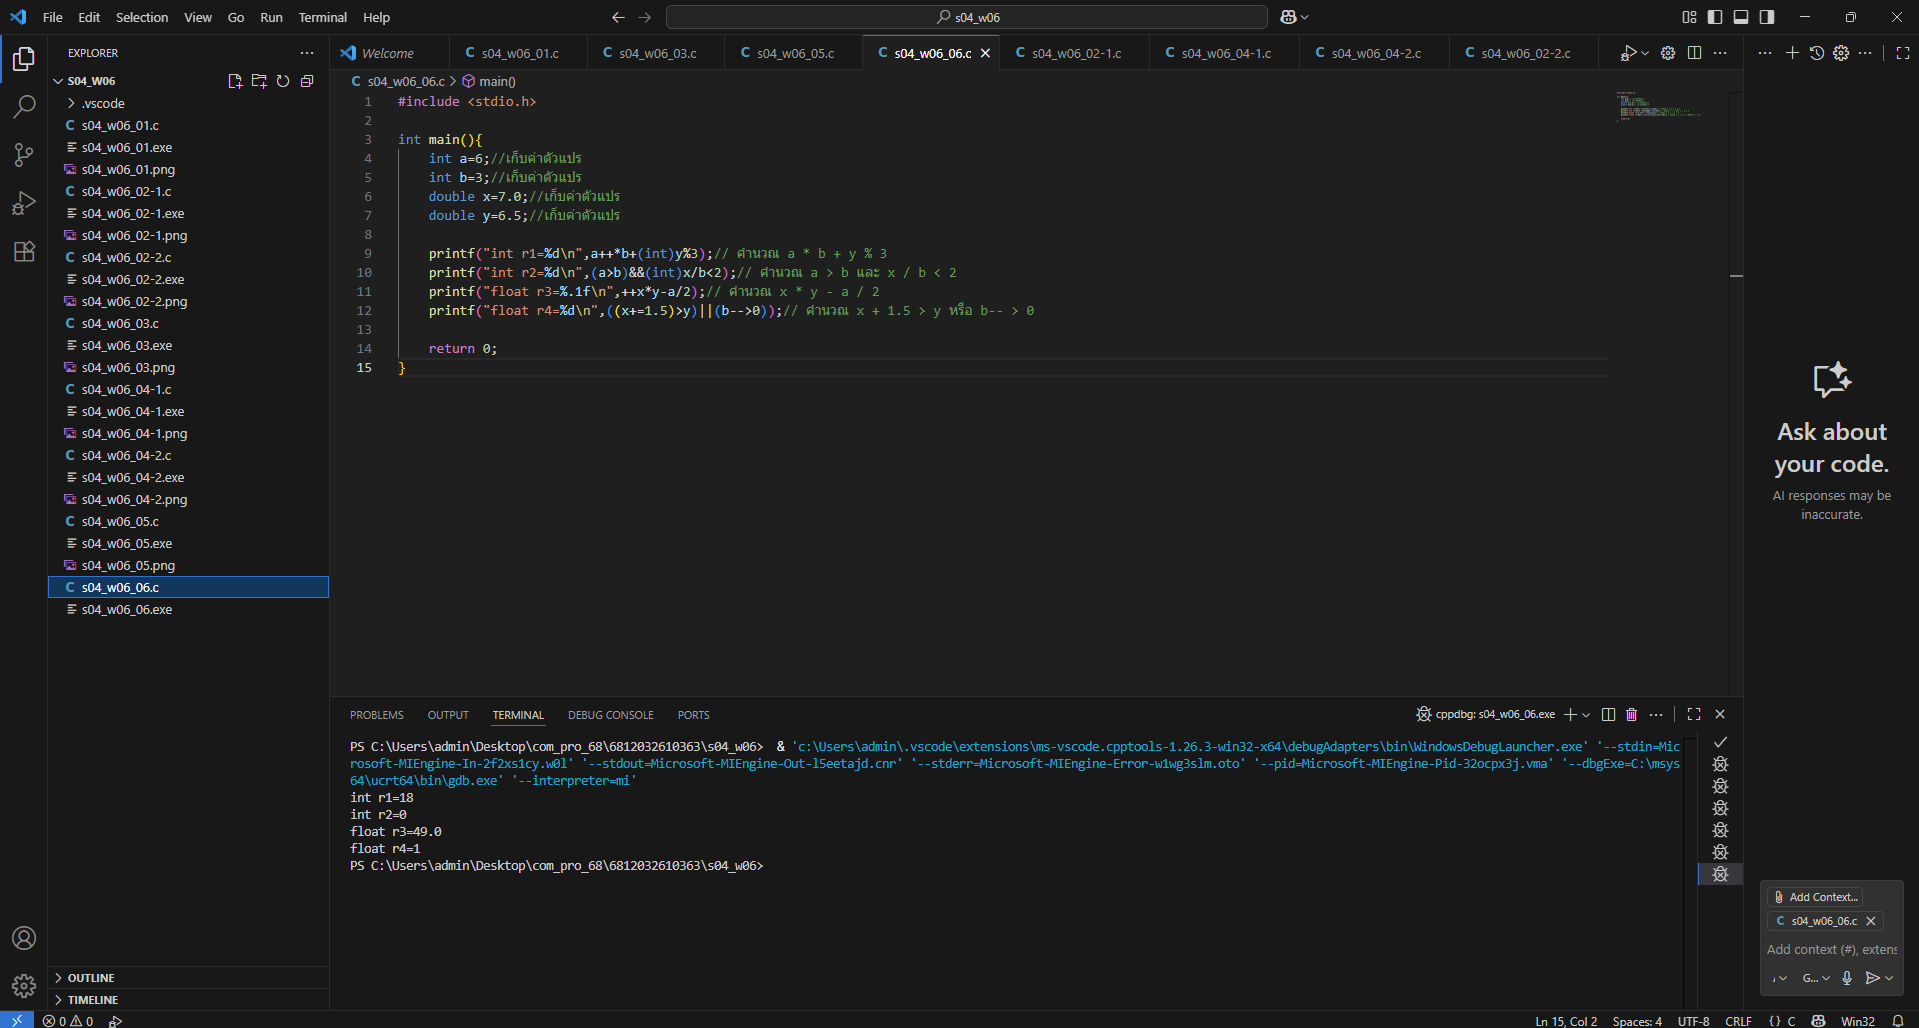 File Edit Selection View Go Run Terminal Help
s04_w06
EXPLORER
S04_W06
.vscode
s04_w06_01.c
s04_w06_01.exe
s04_w06_01.png
s04_w06_02-1.c
s04_w06_02-1.exe
s04_w06_02-1.png
s04_w06_02-2.c
s04_w06_02-2.exe
s04_w06_02-2.png
s04_w06_03.c
s04_w06_03.exe
s04_w06_03.png
s04_w06_04-1.c
s04_w06_04-1.exe
s04_w06_04-1.png
s04_w06_04-2.c
s04_w06_04-2.exe
s04_w06_04-2.png
s04_w06_05.c
s04_w06_05.exe
s04_w06_05.png
s04_w06_06.c
s04_w06_06.exe
OUTLINE
TIMELINE
Welcome C s04_w06_01.c C s04_w06_03.c C s04_w06_05.c C s04_w06_06.c C s04_w06_02-1.c C s04_w06_04-1.c C s04_w06_04-2.c C s04_w06_02-2.c
C s04_w06_06.c > main()
1 #include <stdio.h>
2
3 int main(){
4 int a=6;//เก็บค่าตัวแปร
5 int b=3;//เก็บค่าตัวแปร
6 double x=7.0;//เก็บค่าตัวแปร
7 double y=6.5;//เก็บค่าตัวแปร
8
9 printf("int r1=%d\n",a++*b+(int)y%3);// คำนวณ a * b + y % 3
10 printf("int r2=%d\n",(a>b)&&(int)x/b<2);// คำนวณ a > b และ x / b < 2
11 printf("float r3=%.1f\n",++x*y-a/2);// คำนวณ x * y - a / 2
12 printf("float r4=%d\n",((x+=1.5)>y)||(b-->0));// คำนวณ x + 1.5 > y หรือ b-- > 0
13
14 return 0;
15 }
PROBLEMS OUTPUT TERMINAL DEBUG CONSOLE PORTS
cppdbg: s04_w06_06.exe
PS C:\Users\admin\Desktop\com_pro_68\6812032610363\s04_w06> & 'c:\Users\admin\.vscode\extensions\ms-vscode.cpptools-1.26.3-win32-x64\debugAdapters\bin\WindowsDebugLauncher.exe' '--stdin=Mic
rosoft-MIEngine-In-2f2xs1cy.w0l' '--stdout=Microsoft-MIEngine-Out-l5eetajd.cnr' '--stderr=Microsoft-MIEngine-Error-w1wg3slm.oto' '--pid=Microsoft-MIEngine-Pid-32ocpx3j.vma' '--dbgExe=C:\msys
64\ucrt64\bin\gdb.exe' '--interpreter=mi'
int r1=18
int r2=0
float r3=49.0
float r4=1
PS C:\Users\admin\Desktop\com_pro_68\6812032610363\s04_w06>
Ask about
your code.
AI responses may be
inaccurate.
Add Context...
C s04_w06_06.c
Add context (#), extens
G...
0 0
Ln 15, Col 2 Spaces: 4 UTF-8 CRLF {} C Win32